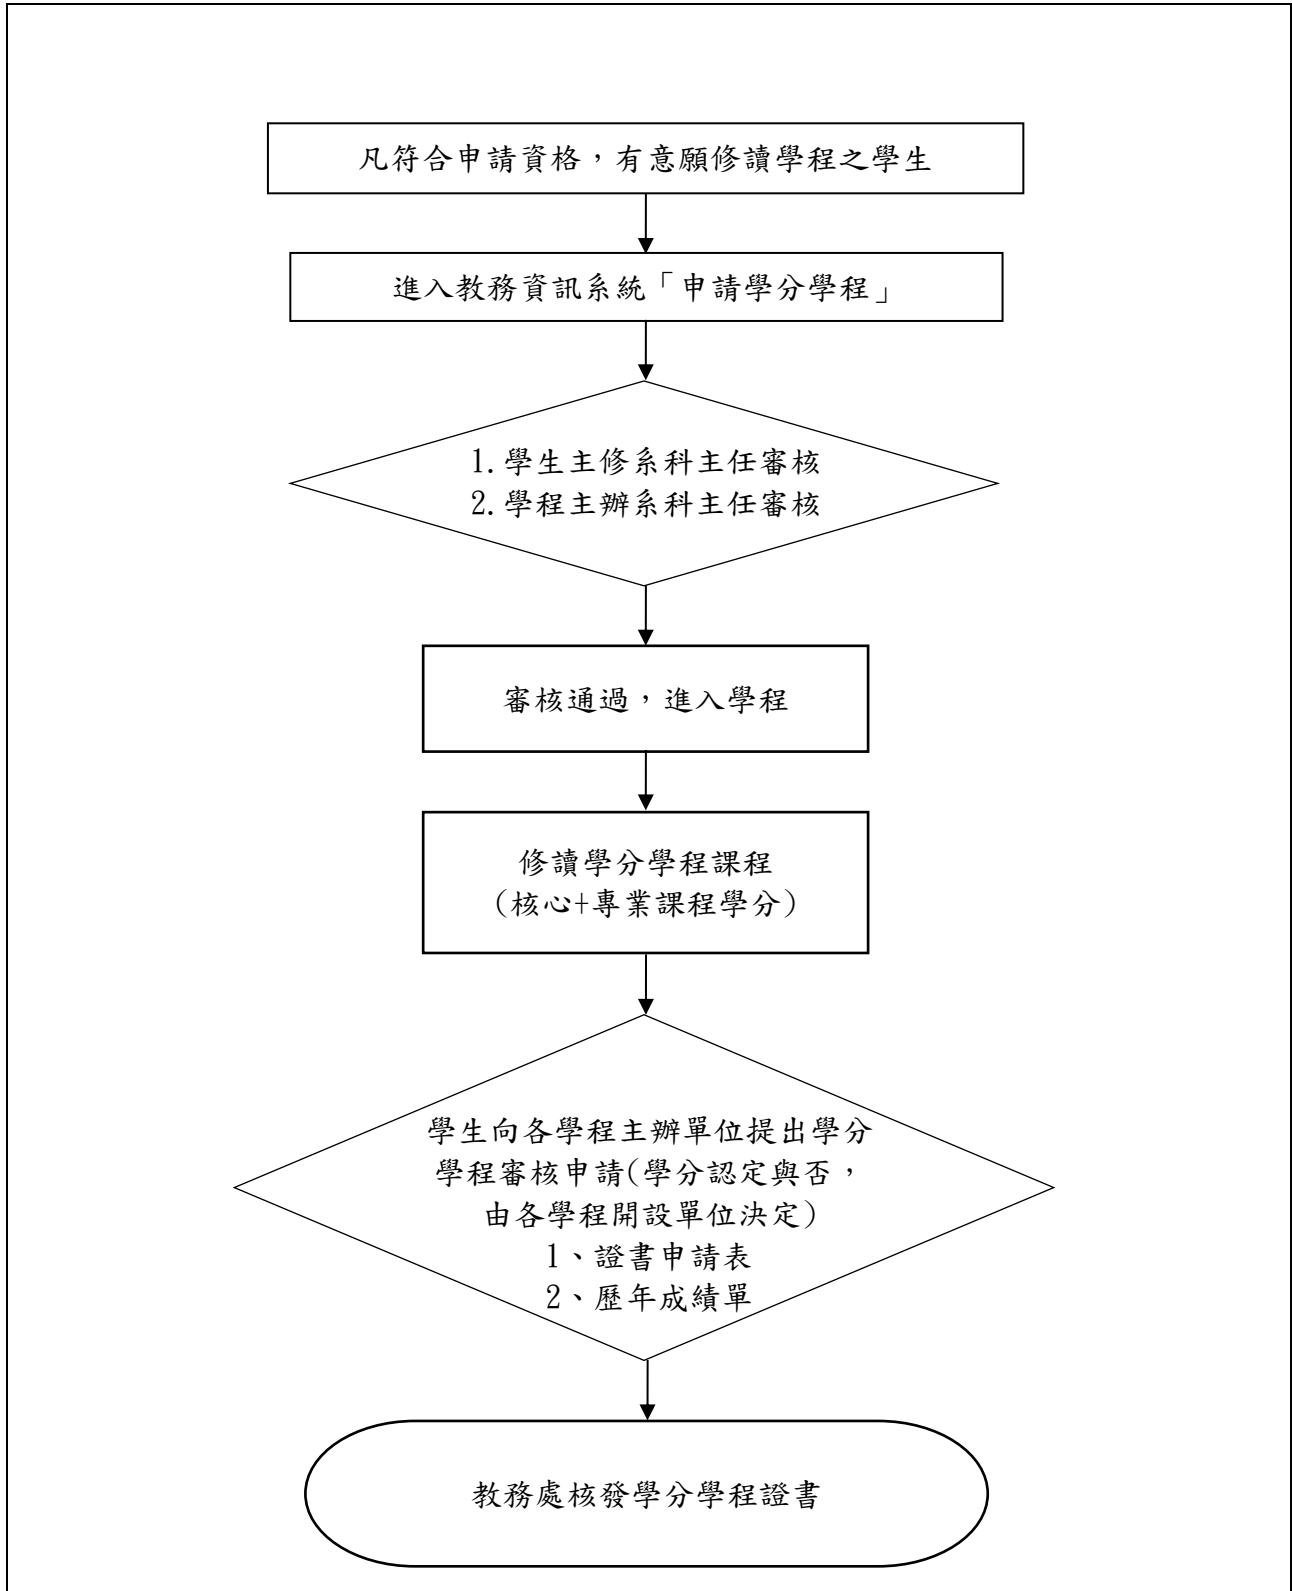 凡符合申請資格，有意願修讀學程之學生
進入教務資訊系統「申請學分學程」
1.學生主修系科主任審核
2.學程主辦系科主任審核
審核通過，進入學程
修讀學分學程課程
(核心+專業課程學分)
學生向各學程主辦單位提出學分
學程審核申請(學分認定與否，
由各學程開設單位決定)
1、證書申請表
2、歷年成績單
教務處核發學分學程證書